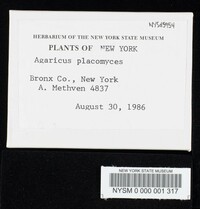 HERBARIUM OF THE NEW YORK STATE MUSEUM
PLANTS OF NEW YORK
Agaricus placomyces
Bronx Co., New York
A. Methven 4837
August 30, 1986
NEW YORK STATE MUSEUM
NYSM 0 000 001 317